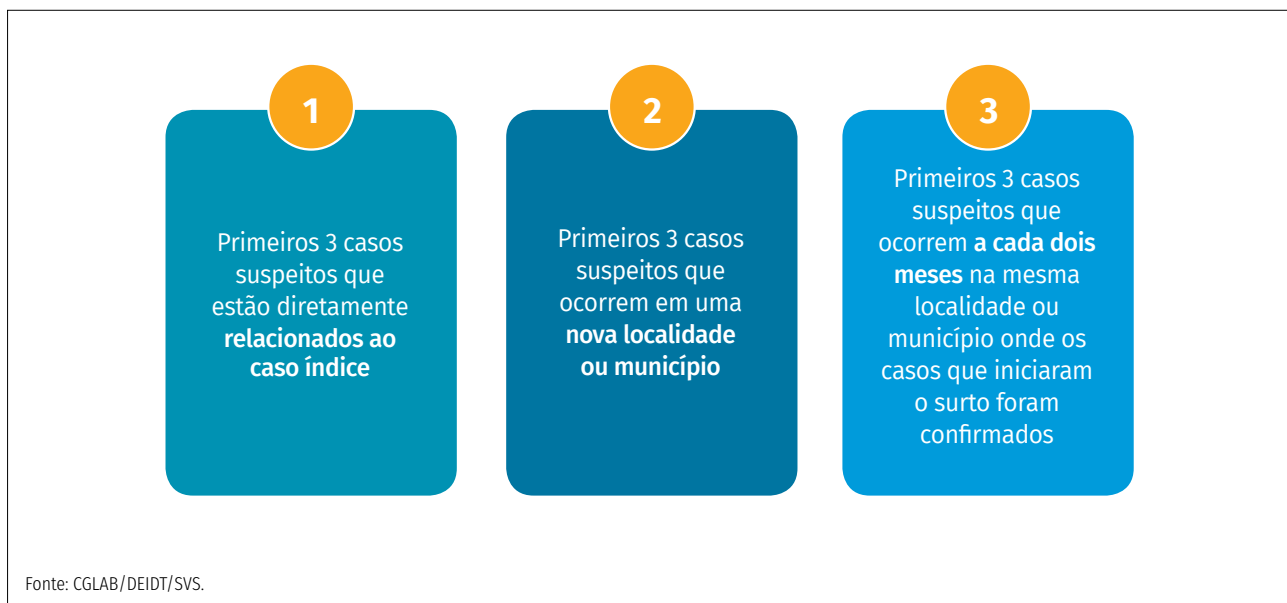 1
Primeiros 3 casos
suspeitos que
estão diretamente
relacionados ao
caso índice
2
Primeiros 3 casos
suspeitos que
ocorrem em uma
nova localidade
ou município
3
Primeiros 3 casos
suspeitos que
ocorrem a cada dois
meses na mesma
localidade ou
município onde os
casos que iniciaram
o surto foram
confirmados
Fonte: CGLAB/DEIDT/SVS.